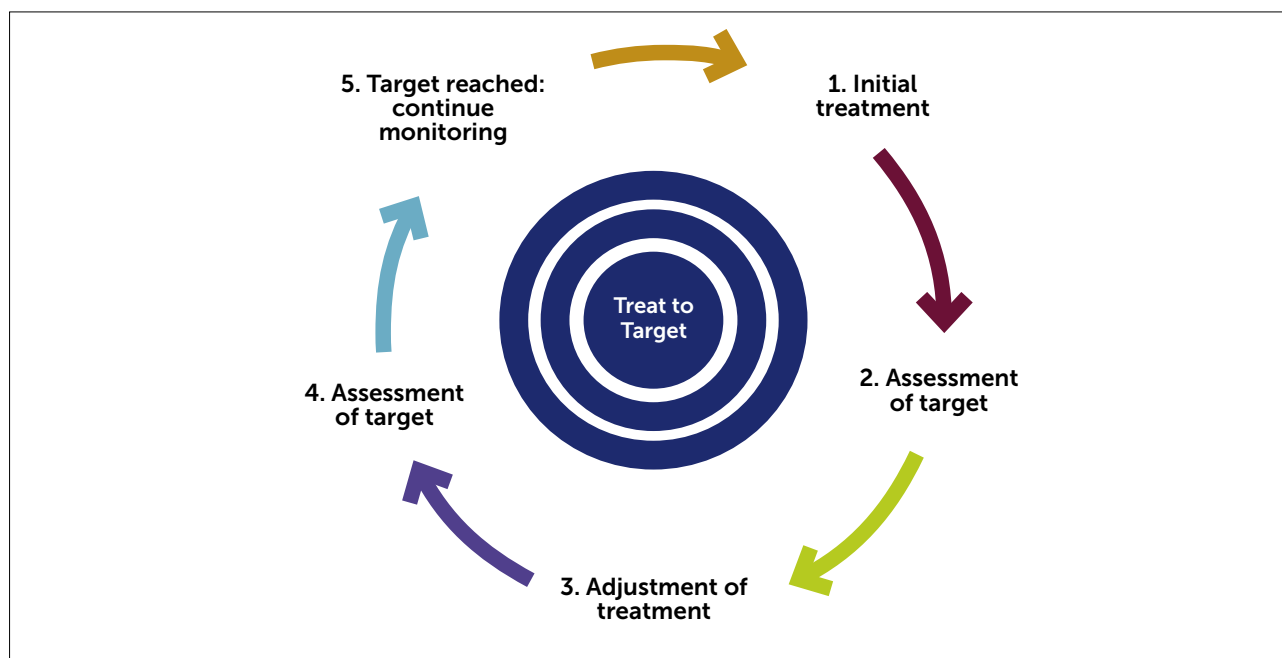 1. Initial
treatment
2. Assessment
of target
3. Adjustment of
treatment
4. Assessment
of target
5. Target reached:
continue
monitoring
Treat to
Target